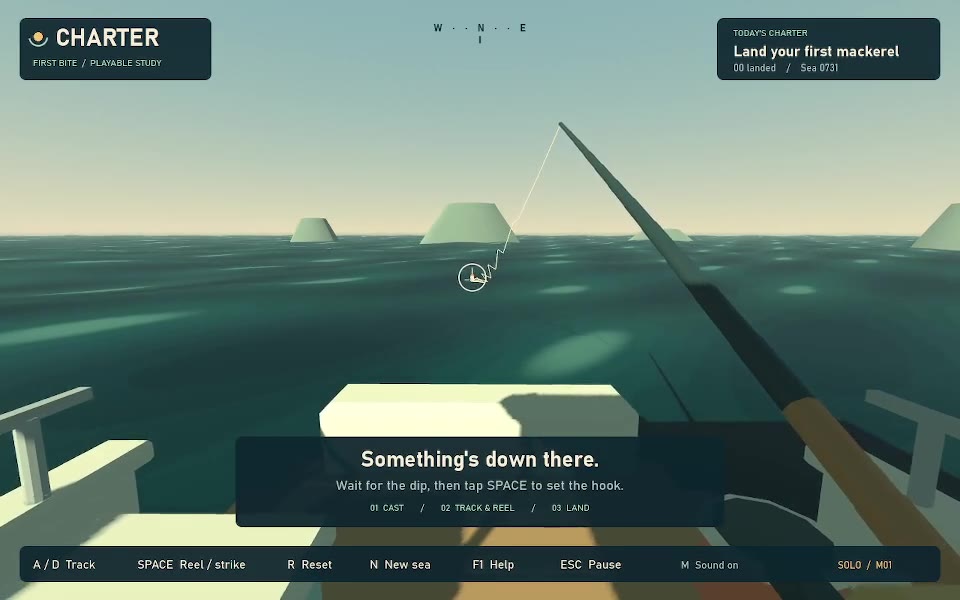 CHARTER
FIRST BITE / PLAYABLE STUDY
W · · N · · E
TODAY'S CHARTER
Land your first mackerel
00 landed / Sea 0731
Something's down there.
Wait for the dip, then tap SPACE to set the hook.
01 CAST / 02 TRACK & REEL / 03 LAND
A / D Track SPACE Reel / strike R Reset N New sea F1 Help ESC Pause M Sound on SOLO / M01